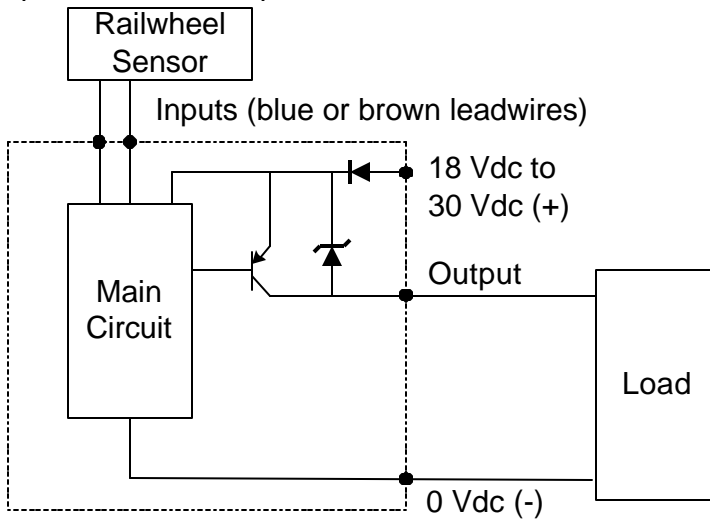 Railwheel
Sensor
Inputs (blue or brown leadwires)
18 Vdc to
30 Vdc (+)
Output
Main
Circuit
Load
0 Vdc (-)